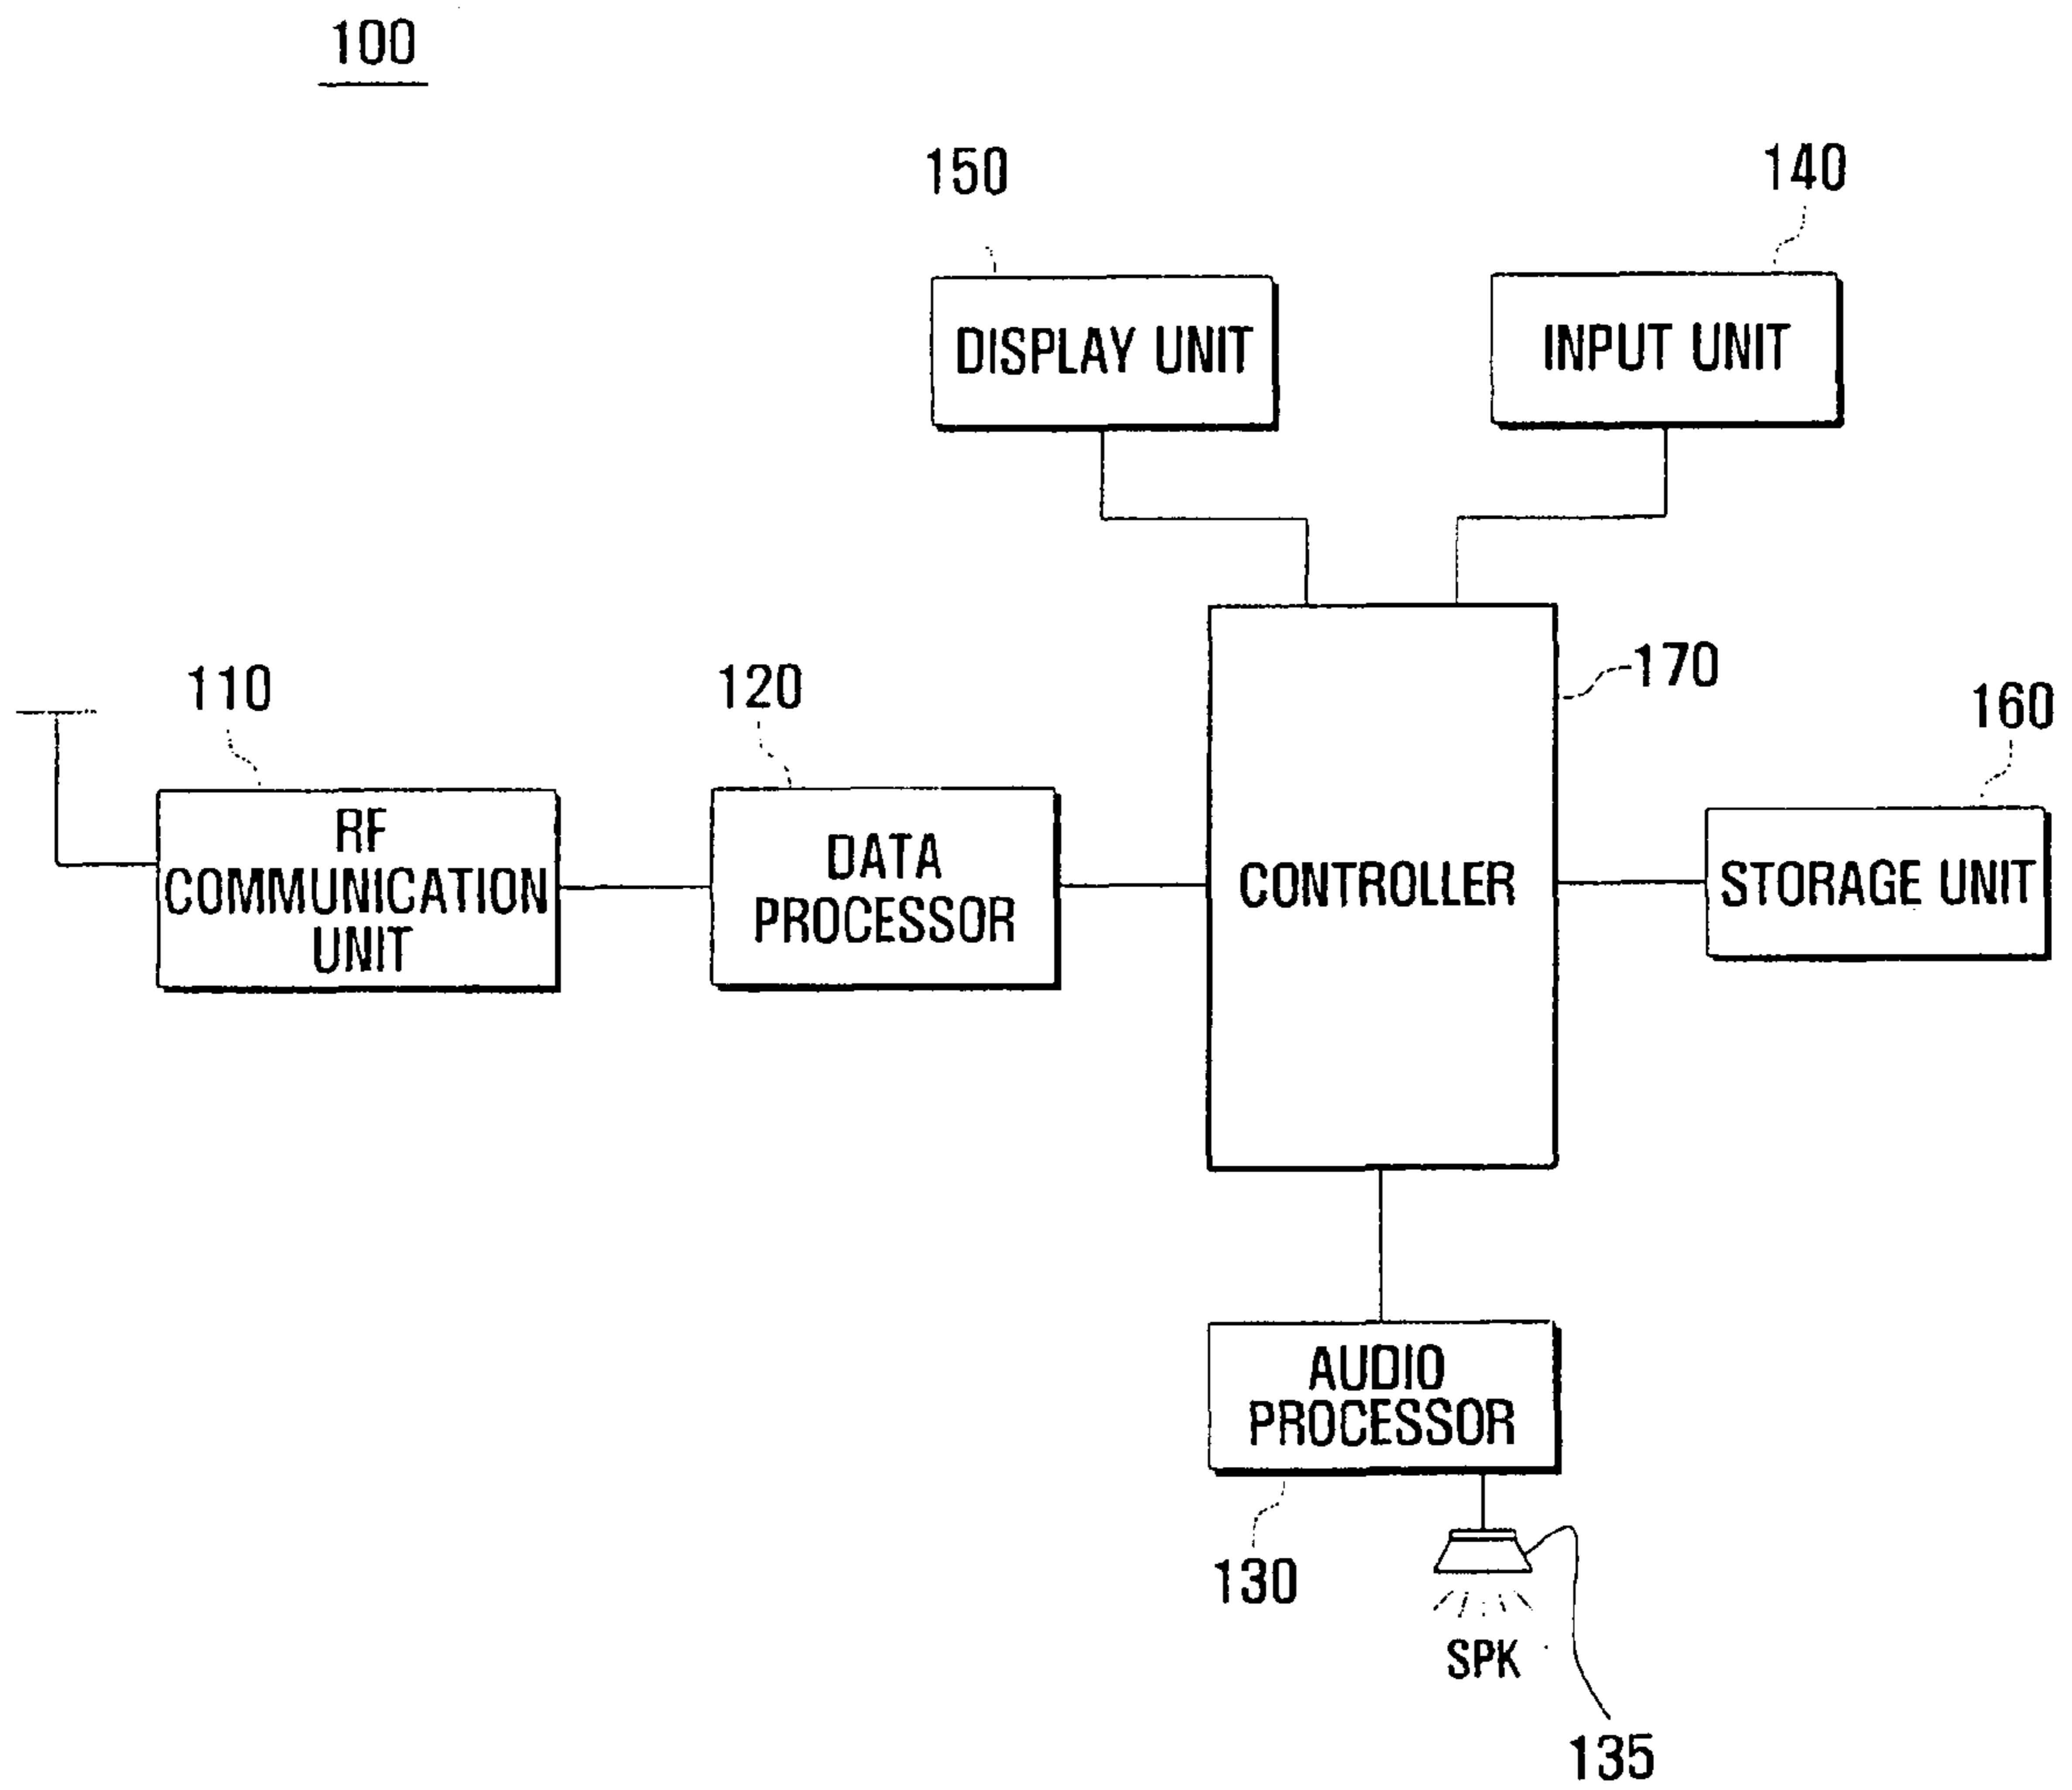 100
150
140
DISPLAY UNIT
INPUT UNIT
170
110
120
160
RF
COMMUNICATION
UNIT
DATA
PROCESSOR
CONTROLLER
STORAGE UNIT
AUDIO
PROCESSOR
130
SPK
135